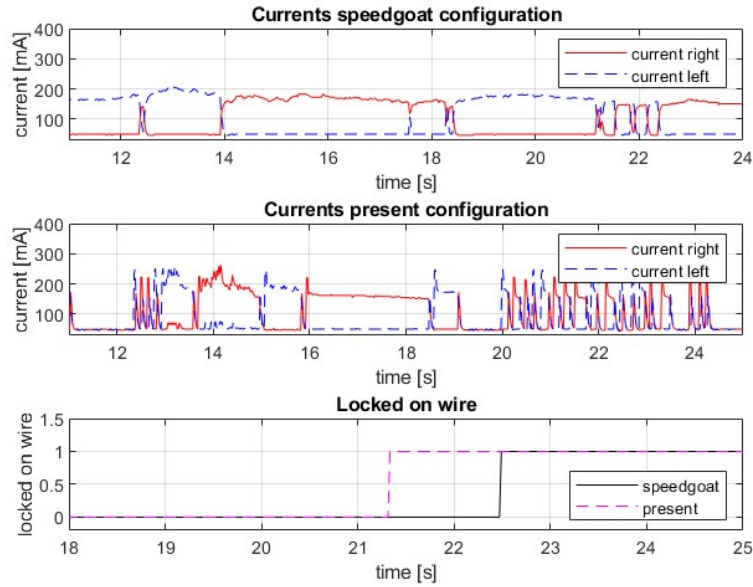 Currents speedgoat configuration
400
300
200
100
current [mA]
current right
current left
12 14 16 18 20 22 24
time [s]
Currents present configuration
400
300
200
100
current [mA]
current right
current left
12 14 16 18 20 22 24
time [s]
Locked on wire
1.5
1
0.5
0
locked on wire
speedgoat
present
18 19 20 21 22 23 24 25
time [s]